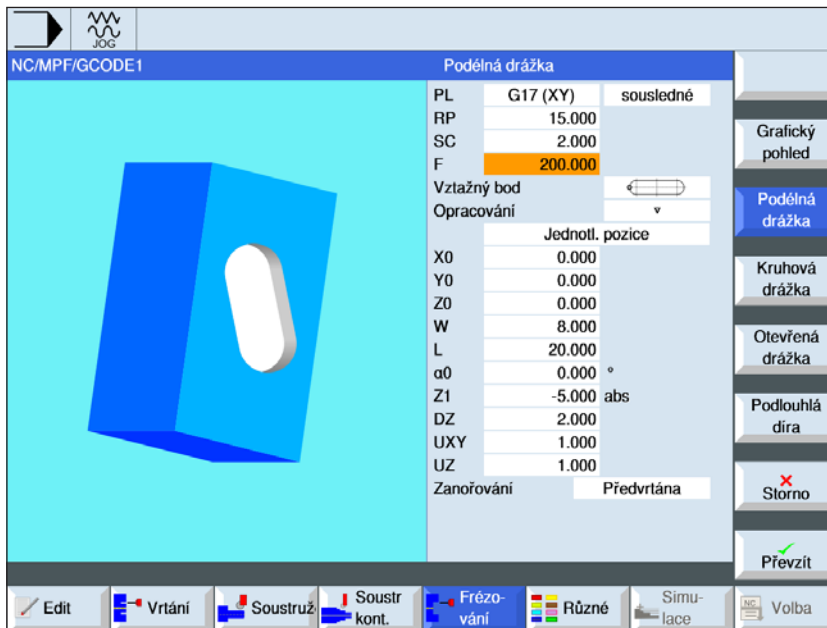 JOG
NC/MPF/GCODE1
Podélná drážka
PL G17 (XY) sousledné
RP 15.000
SC 2.000
F 200.000
Vztažný bod
Opracování ▿
Jednotl. pozice
X0 0.000
Y0 0.000
Z0 0.000
W 8.000
L 20.000
α0 0.000 °
Z1 -5.000 abs
DZ 2.000
UXY 1.000
UZ 1.000
Zanořování Předvrtána
Grafický
pohled
Podélná
drážka
Kruhová
drážka
Otevřená
drážka
Podlouhlá
díra
Storno
Převzít
Edit
Vrtání
Soustruž
Soustr
kont.
Frézo-
vání
Různé
Simu-
lace
NC
Volba